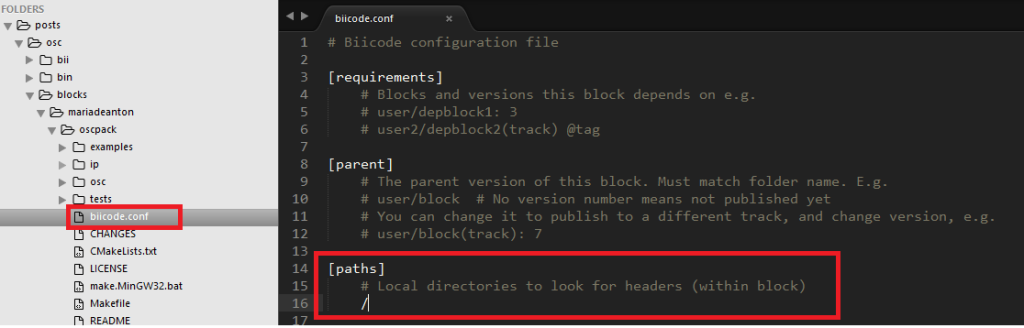 FOLDERS
posts
osc
bii
bin
blocks
mariadeanton
oscpack
examples
ip
osc
tests
biicode.conf
CHANGES
CMakeLists.txt
LICENSE
make.MinGW32.bat
Makefile
README
biicode.conf ×
1 # Biicode configuration file
2
3 [requirements]
4 # Blocks and versions this block depends on e.g.
5 # user/depblock1: 3
6 # user2/depblock2(track) @tag
7
8 [parent]
9 # The parent version of this block. Must match folder name. E.g.
10 # user/block # No version number means not published yet
11 # You can change it to publish to a different track, and change version, e.g.
12 # user/block(track): 7
13
14 [paths]
15 # Local directories to look for headers (within block)
16 /
17